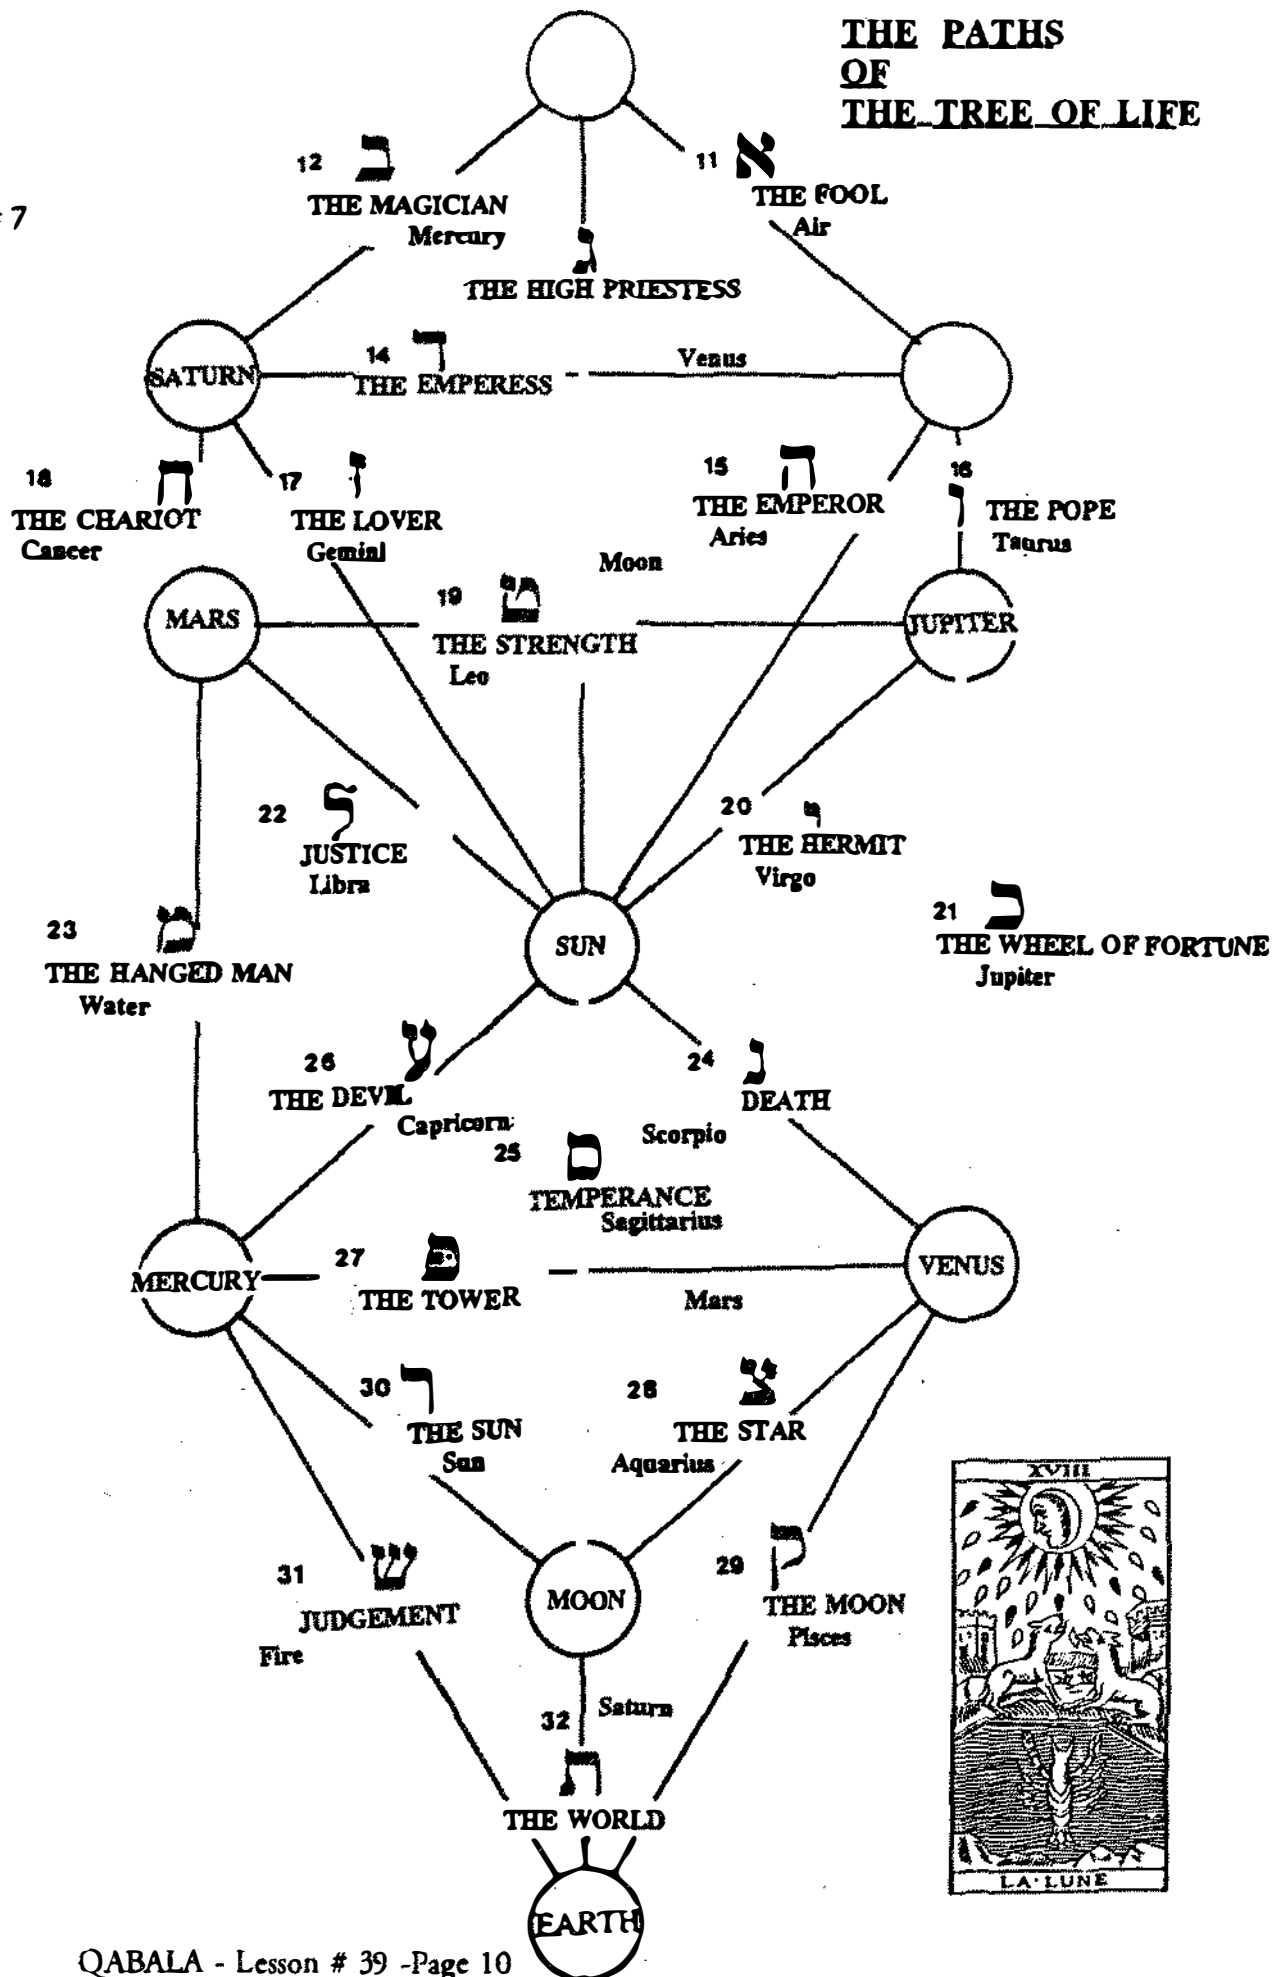 THE PATHS
OF
THE TREE OF LIFE
12 ב
11 א
THE MAGICIAN
Mercury
THE FOOL
Air
7
ג
THE HIGH PRIESTESS
14 ד
Venus
THE EMPERESS
SATURN
18 ח
THE CHARIOT
Cancer
17 ז
THE LOVER
Gemini
15 ה
THE EMPEROR
Aries
16
ו
THE POPE
Taurus
Moon
MARS
19 ט
THE STRENGTH
Leo
JUPITER
22 ל
JUSTICE
Libra
20 י
THE HERMIT
Virgo
23 מ
THE HANGED MAN
Water
SUN
21 כ
THE WHEEL OF FORTUNE
Jupiter
26 ע
THE DEVIL
Capricorn
24 נ
DEATH
Scorpio
25 ם
TEMPERANCE
Sagittarius
MERCURY
27 פ
THE TOWER
Mars
VENUS
30 ר
THE SUN
Sun
28 צ
THE STAR
Aquarius
31 ש
JUDGEMENT
Fire
MOON
29 ק
THE MOON
Pisces
XVIII
LA·LUNE
Saturn
32
ת
THE WORLD
EARTH
QABALA - Lesson # 39 -Page 10